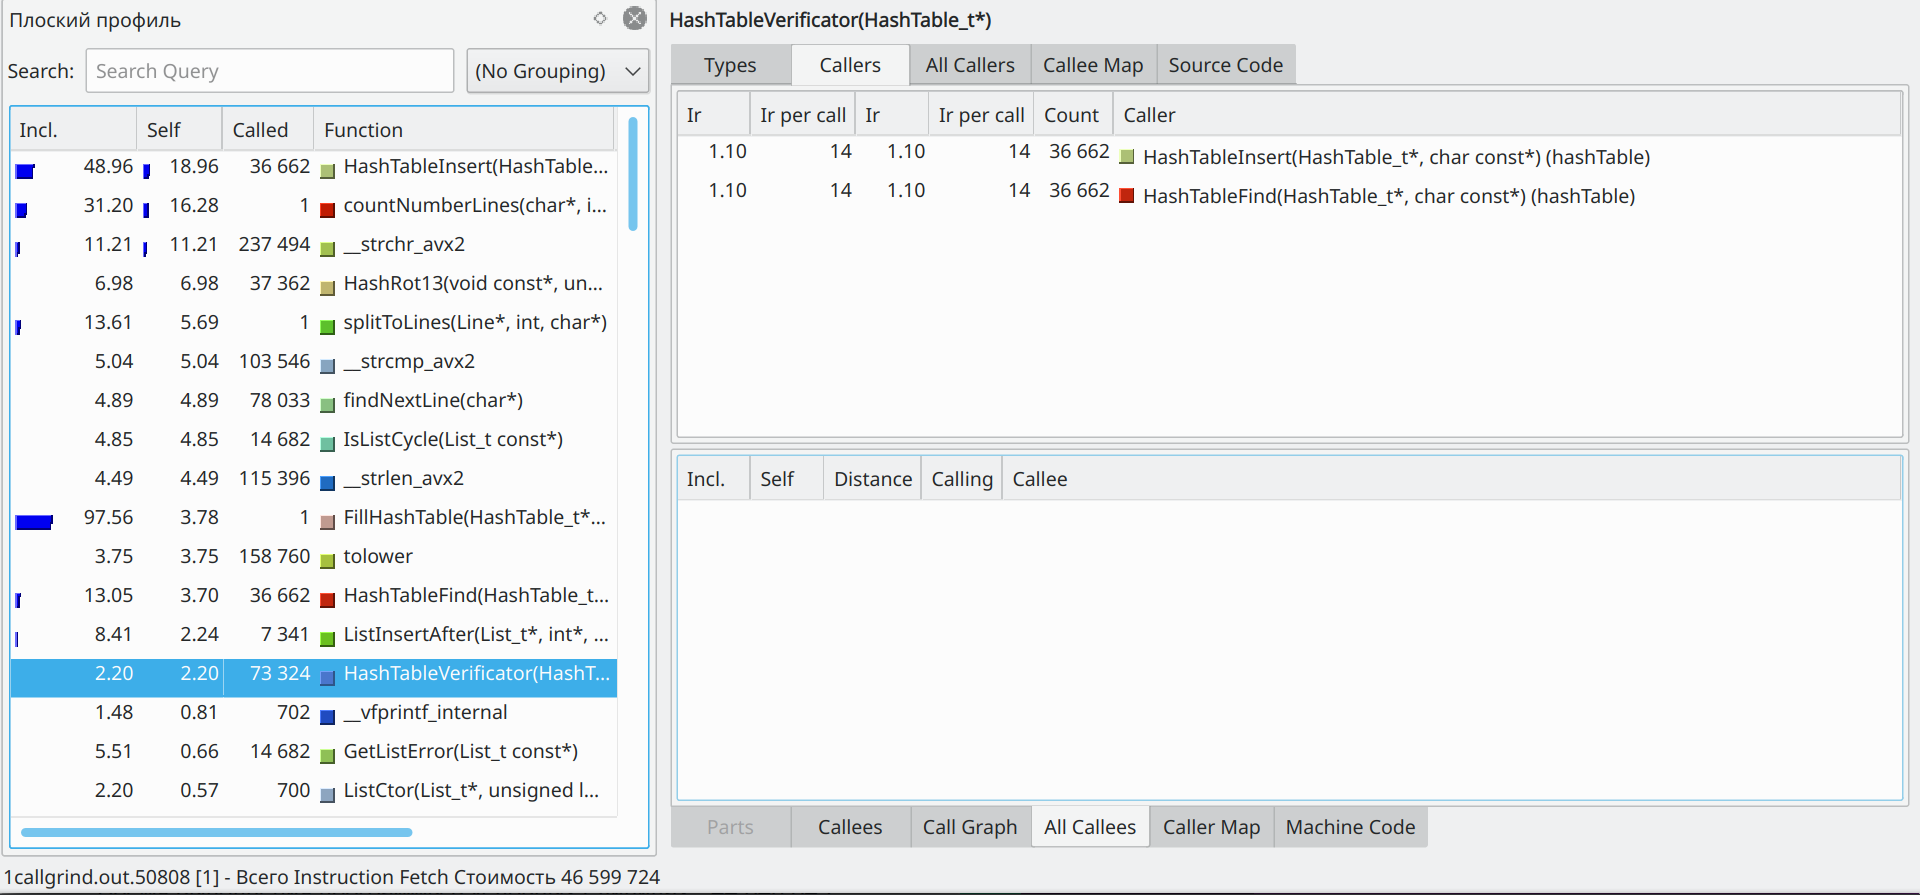 Плоский профиль
Search: Search Query (No Grouping)
Incl. Self Called Function
48.96 18.96 36 662 HashTableInsert(HashTable...
31.20 16.28 1 countNumberLines(char*, i...
11.21 11.21 237 494 __strchr_avx2
6.98 6.98 37 362 HashRot13(void const*, un...
13.61 5.69 1 splitToLines(Line*, int, char*)
5.04 5.04 103 546 __strcmp_avx2
4.89 4.89 78 033 findNextLine(char*)
4.85 4.85 14 682 IsListCycle(List_t const*)
4.49 4.49 115 396 __strlen_avx2
97.56 3.78 1 FillHashTable(HashTable_t*...
3.75 3.75 158 760 tolower
13.05 3.70 36 662 HashTableFind(HashTable_t...
8.41 2.24 7 341 ListInsertAfter(List_t*, int*, ...
2.20 2.20 73 324 HashTableVerificator(HashT...
1.48 0.81 702 __vfprintf_internal
5.51 0.66 14 682 GetListError(List_t const*)
2.20 0.57 700 ListCtor(List_t*, unsigned l...
HashTableVerificator(HashTable_t*)
Types Callers All Callers Callee Map Source Code
Ir Ir per call Ir Ir per call Count Caller
1.10 14 1.10 14 36 662 HashTableInsert(HashTable_t*, char const*) (hashTable)
1.10 14 1.10 14 36 662 HashTableFind(HashTable_t*, char const*) (hashTable)
Incl. Self Distance Calling Callee
Parts Callees Call Graph All Callees Caller Map Machine Code
1callgrind.out.50808 [1] - Всего Instruction Fetch Стоимость 46 599 724